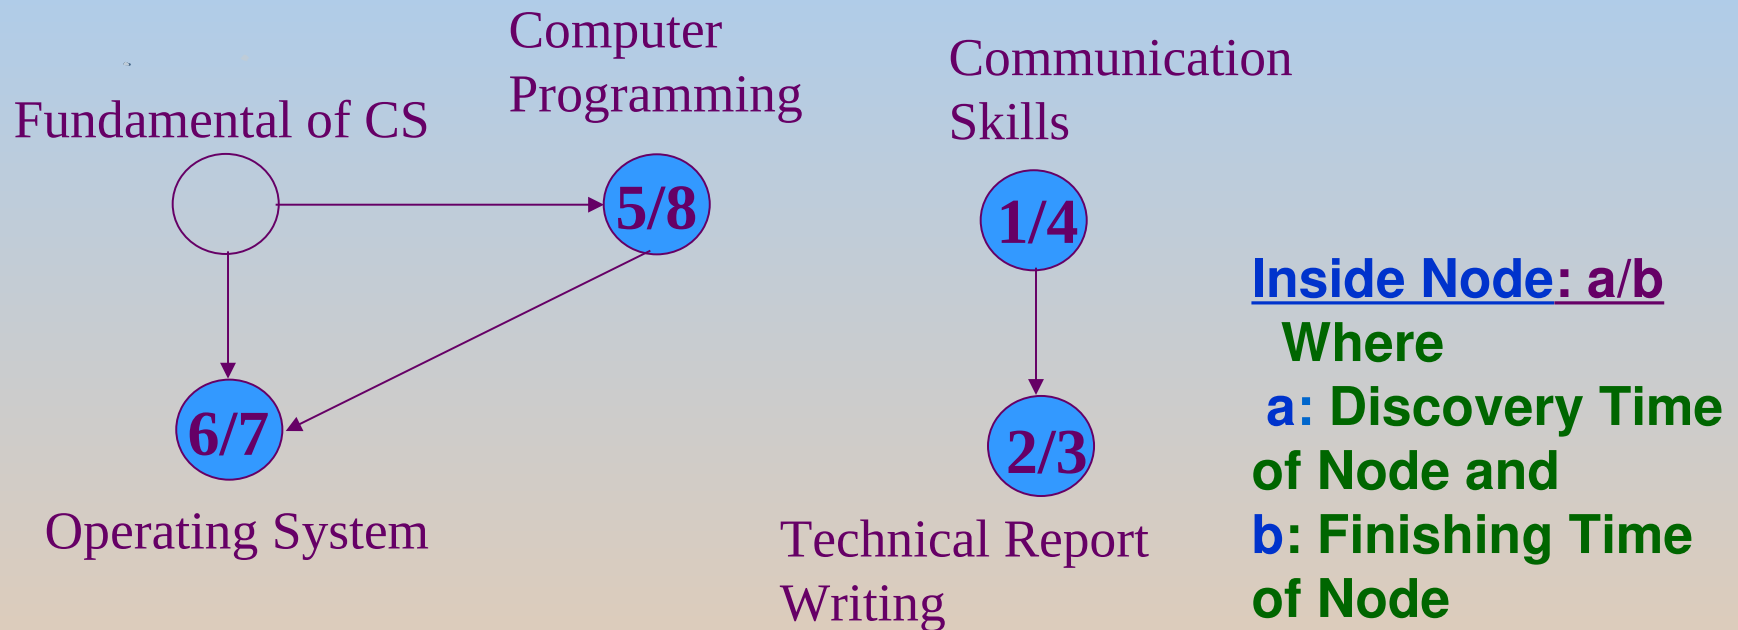 Computer
Programming
Communication
Skills
Fundamental of CS
5/8
1/4
6/7
2/3
Operating System
Technical Report
Writing
Inside Node: a/b
Where
a: Discovery Time
of Node and
b: Finishing Time
of Node